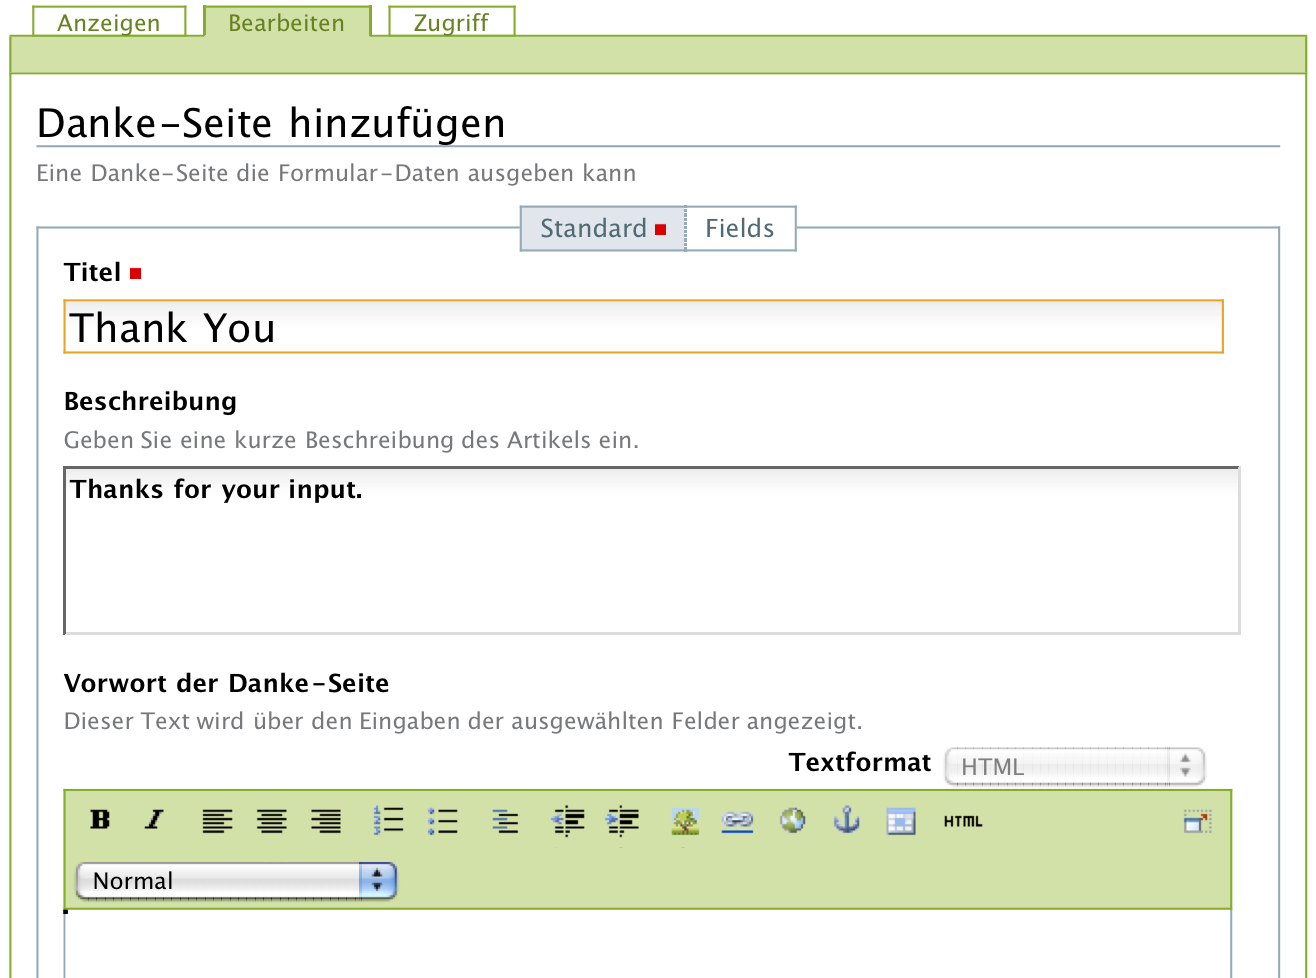 Anzeigen Bearbeiten Zugriff
Danke-Seite hinzufügen
Eine Danke-Seite die Formular-Daten ausgeben kann
Standard Fields
Titel
Thank You
Beschreibung
Geben Sie eine kurze Beschreibung des Artikels ein.
Thanks for your input.
Vorwort der Danke-Seite
Dieser Text wird über den Eingaben der ausgewählten Felder angezeigt.
Textformat HTML
B I HTML
Normal